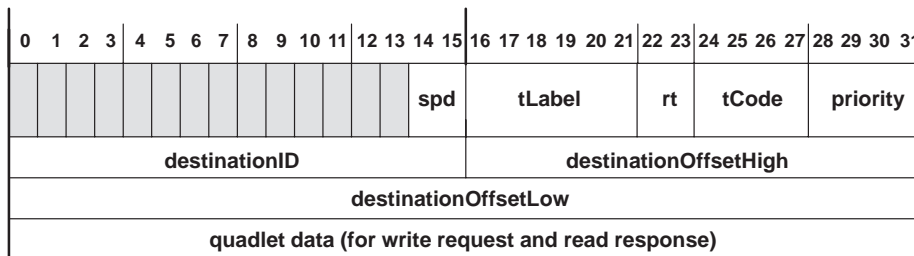 0 1 2 3 4 5 6 7 8 9 10 11 12 13 14 15 16 17 18 19 20 21 22 23 24 25 26 27 28 29 30 31
spd tLabel rt tCode priority
destinationID destinationOffsetHigh
destinationOffsetLow
quadlet data (for write request and read response)